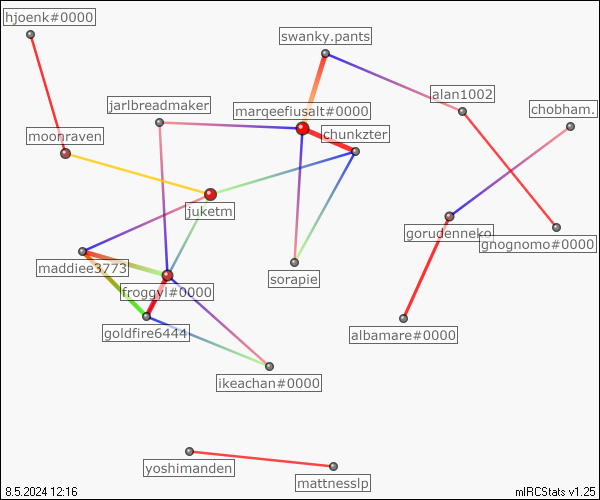 hjoenk#0000
swanky.pants
alan1002
jarlbreadmaker
marqeefiusalt#0000
chobham.
moonraven
chunkzter
juketm
gorudenneko
gnognomo#0000
maddiee3773
sorapie
froggyl#0000
goldfire6444
albamare#0000
ikeachan#0000
yoshimanden
mattnesslp
8.5.2024 12:16
mIRCStats v1.25